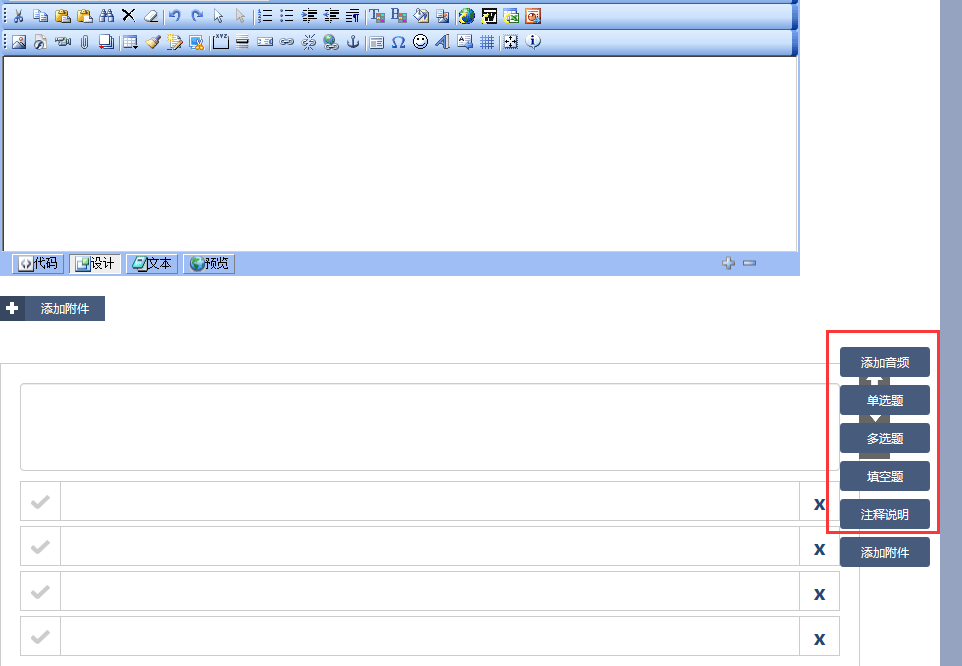 代码 设计 文本 预览
添加附件
添加音频
单选题
多选题
填空题
x
注释说明
x
添加附件
x
x